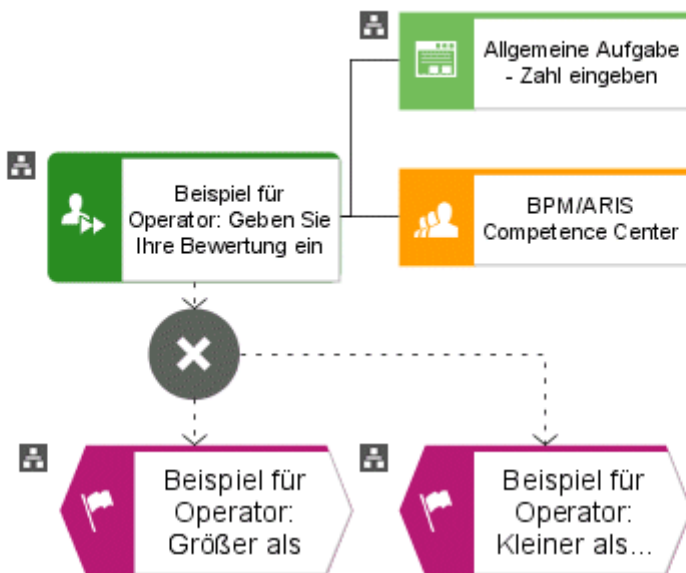 Allgemeine Aufgabe
- Zahl eingeben
Beispiel für
Operator: Geben Sie
Ihre Bewertung ein
BPM/ARIS
Competence Center
Beispiel für
Operator:
Größer als
Beispiel für
Operator:
Kleiner als...